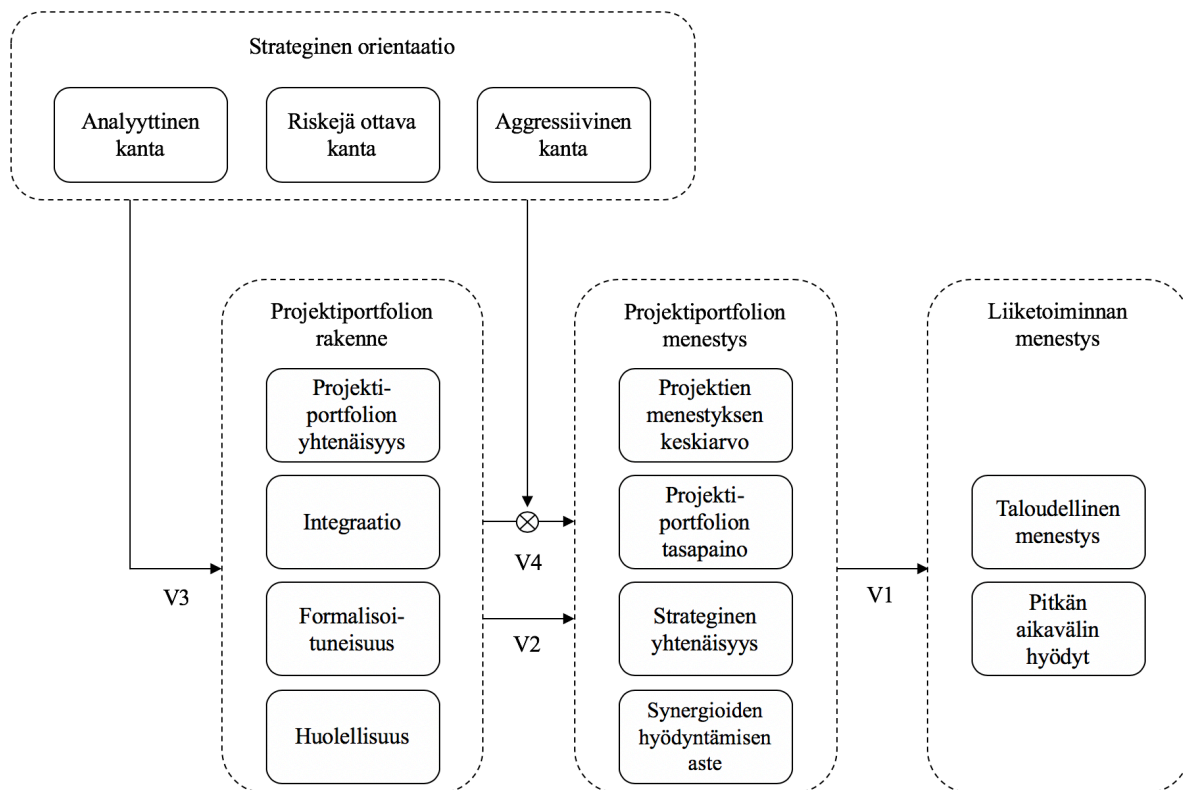 Strateginen orientaatio
Analyyttinen
kanta
Riskejä ottava
kanta
Aggressiivinen
kanta
Projektiportfolion
rakenne
Projekti-
portfolion
yhtenäisyys
Integraatio
Formalisoi-
tuneisuus
Huolellisuus
Projektiportfolion
menestys
Projektien
menestyksen
keskiarvo
Projekti-
portfolion
tasapaino
Strateginen
yhtenäisyys
Synergioiden
hyödyntämisen
aste
Liiketoiminnan
menestys
Taloudellinen
menestys
Pitkän
aikavälin
hyödyt
V3
V4
V2
V1